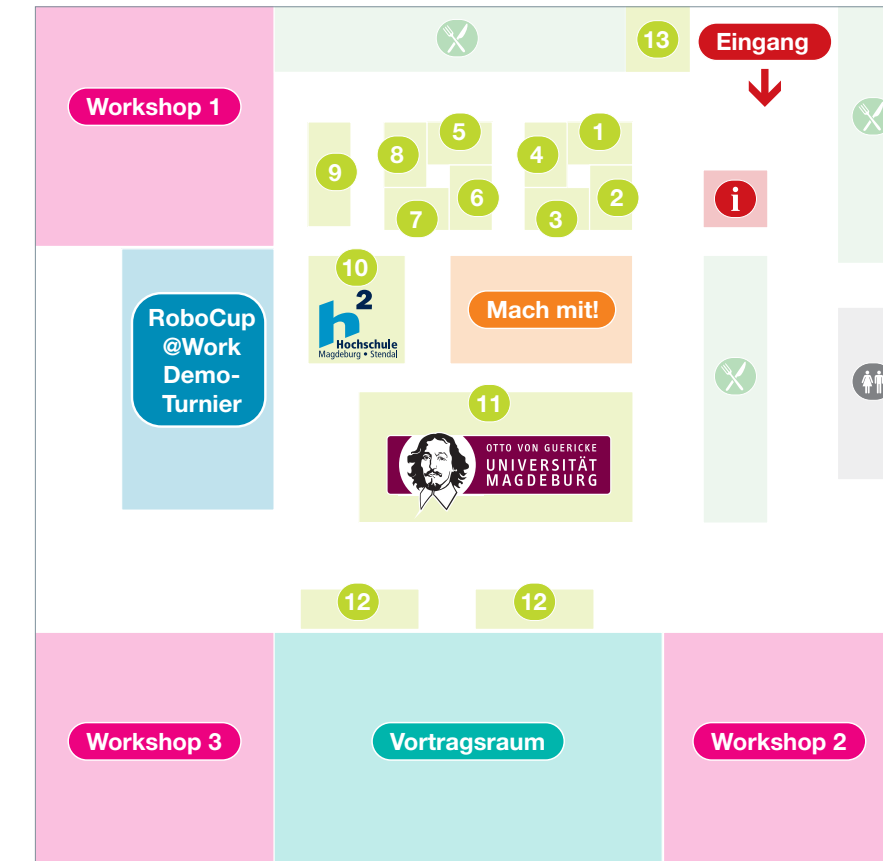 13
Eingang
Workshop 1
5
1
8
4
9
6
2
7
3
i
10
h2
Hochschule
Magdeburg • Stendal
Mach mit!
RoboCup
@Work
Demo-
Turnier
11
OTTO VON GUERICKE
UNIVERSITÄT
MAGDEBURG
12
12
Workshop 3
Vortragsraum
Workshop 2